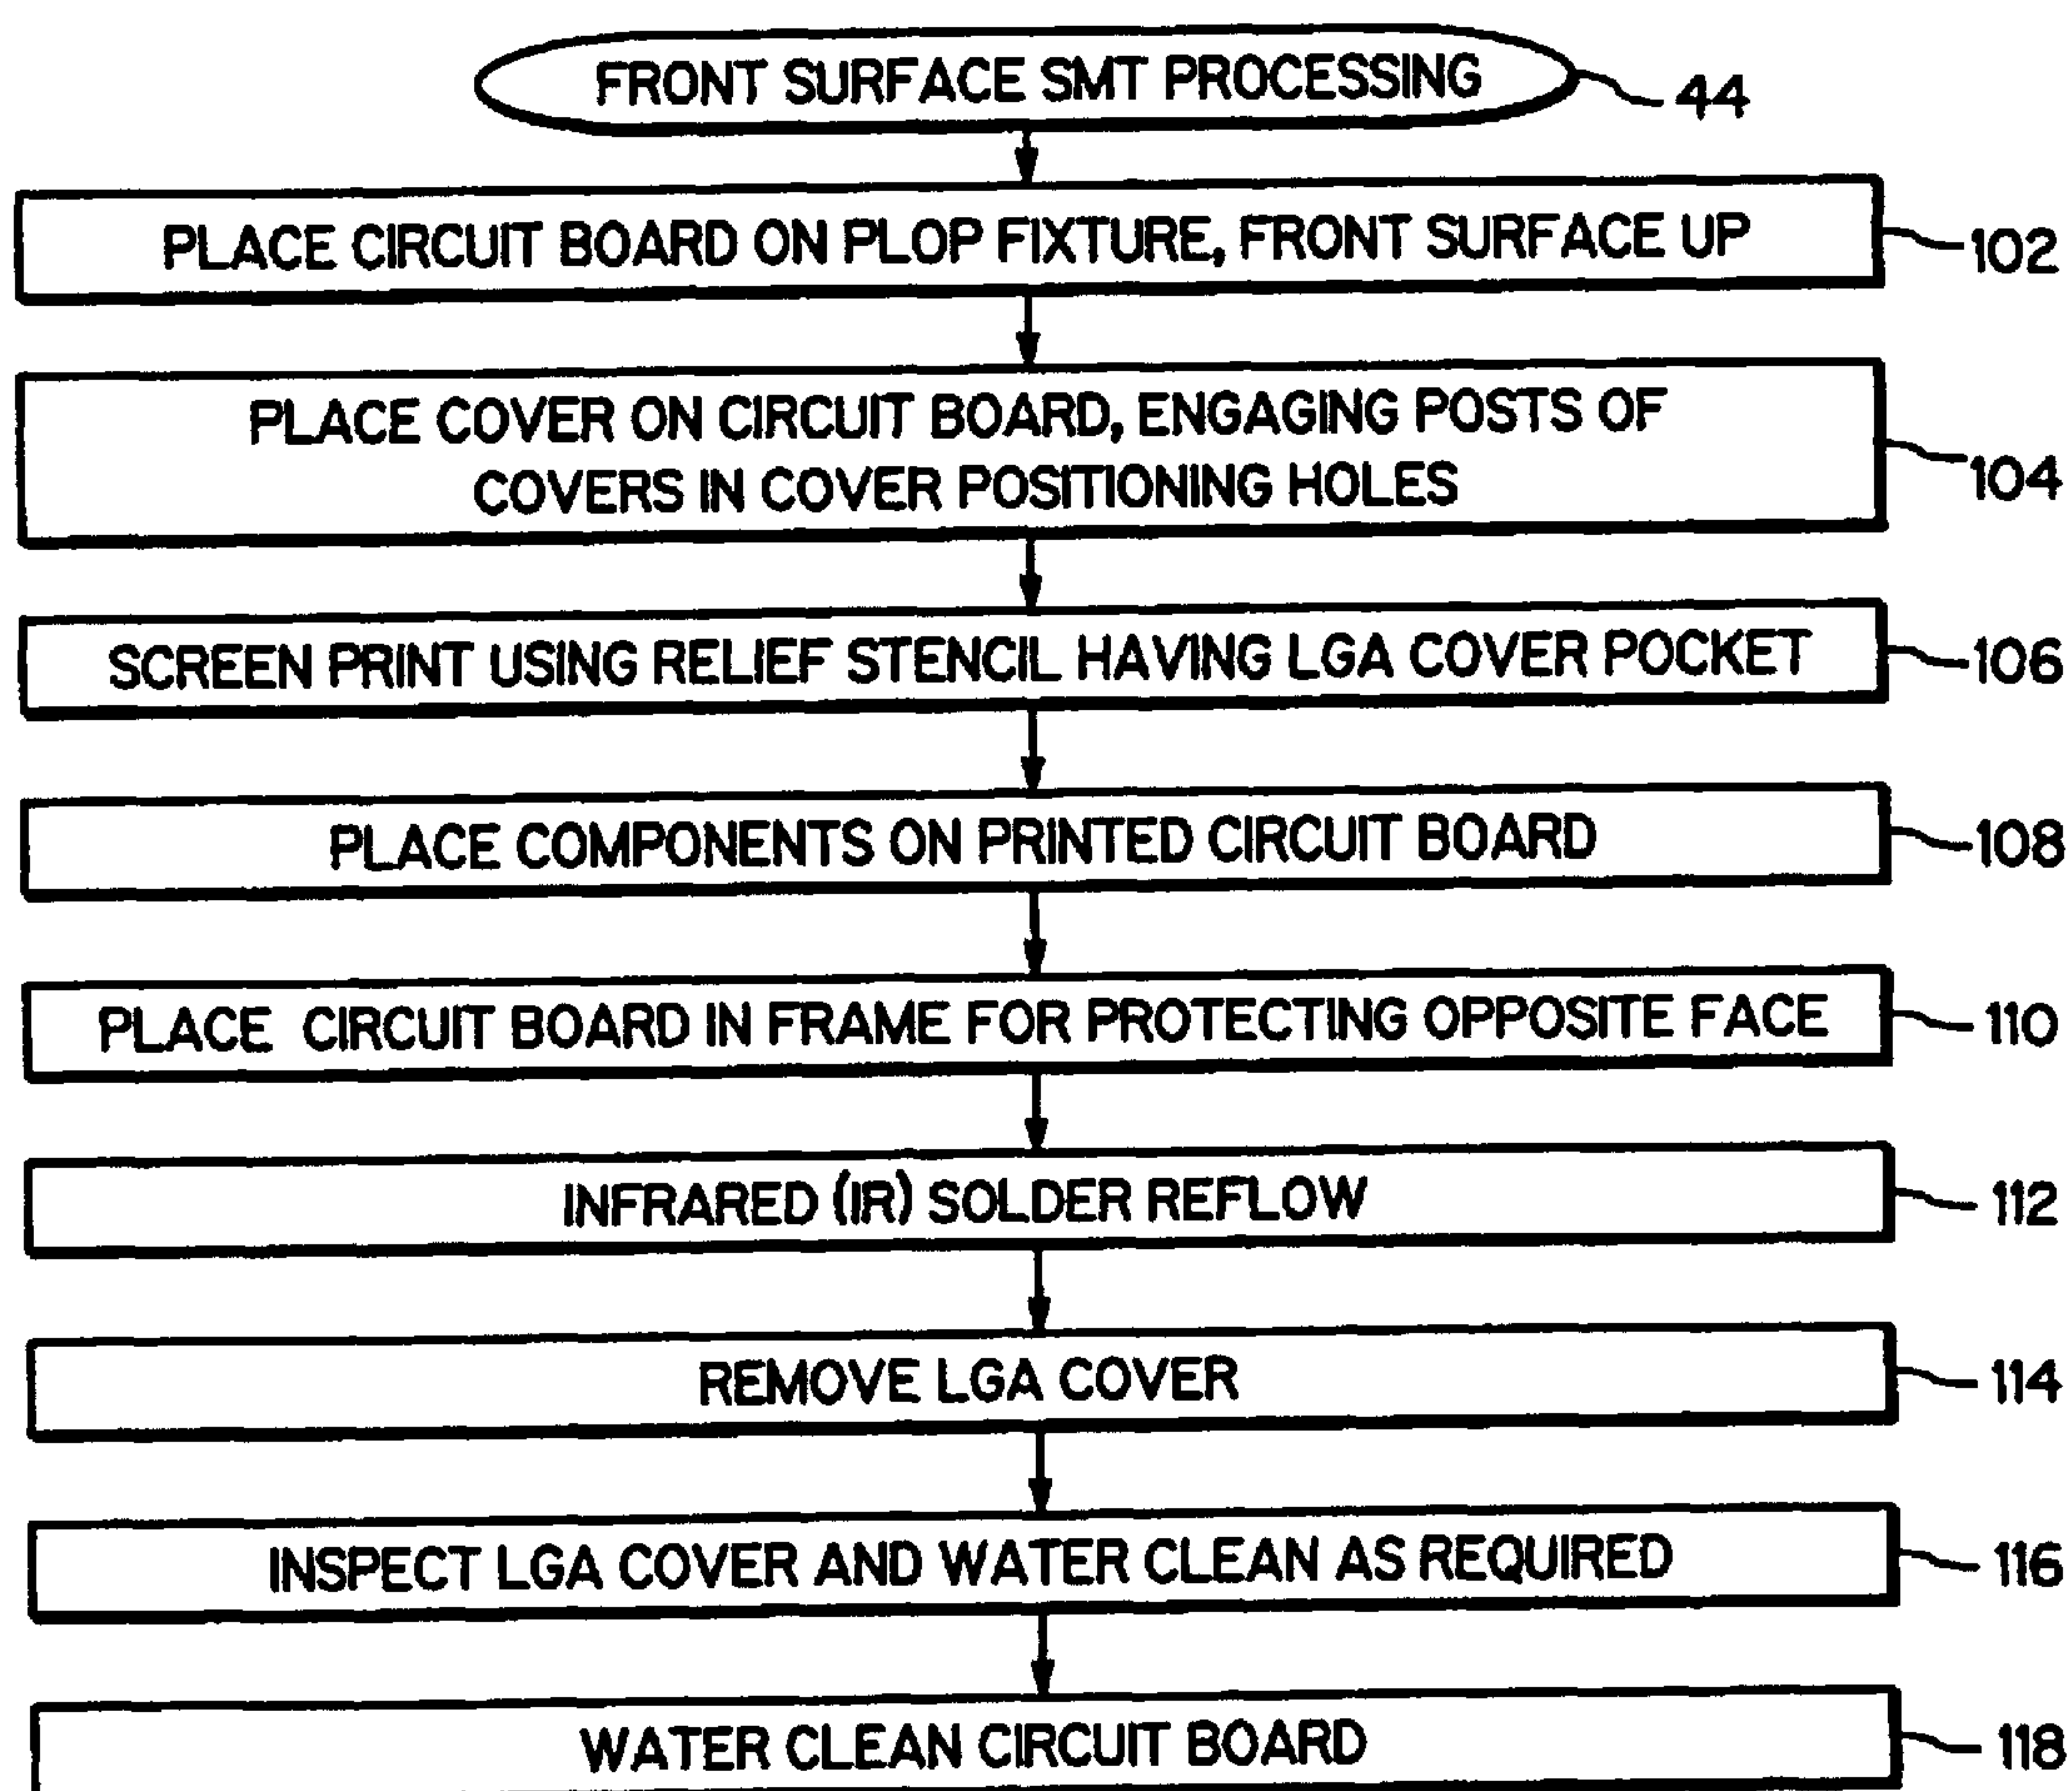 FRONT SURFACE SMT PROCESSING
44
PLACE CIRCUIT BOARD ON PLOP FIXTURE, FRONT SURFACE UP
102
PLACE COVER ON CIRCUIT BOARD, ENGAGING POSTS OF
COVERS IN COVER POSITIONING HOLES
104
SCREEN PRINT USING RELIEF STENCIL HAVING LGA COVER POCKET
106
PLACE COMPONENTS ON PRINTED CIRCUIT BOARD
108
PLACE CIRCUIT BOARD IN FRAME FOR PROTECTING OPPOSITE FACE
110
INFRARED (IR) SOLDER REFLOW
112
REMOVE LGA COVER
114
INSPECT LGA COVER AND WATER CLEAN AS REQUIRED
116
WATER CLEAN CIRCUIT BOARD
118